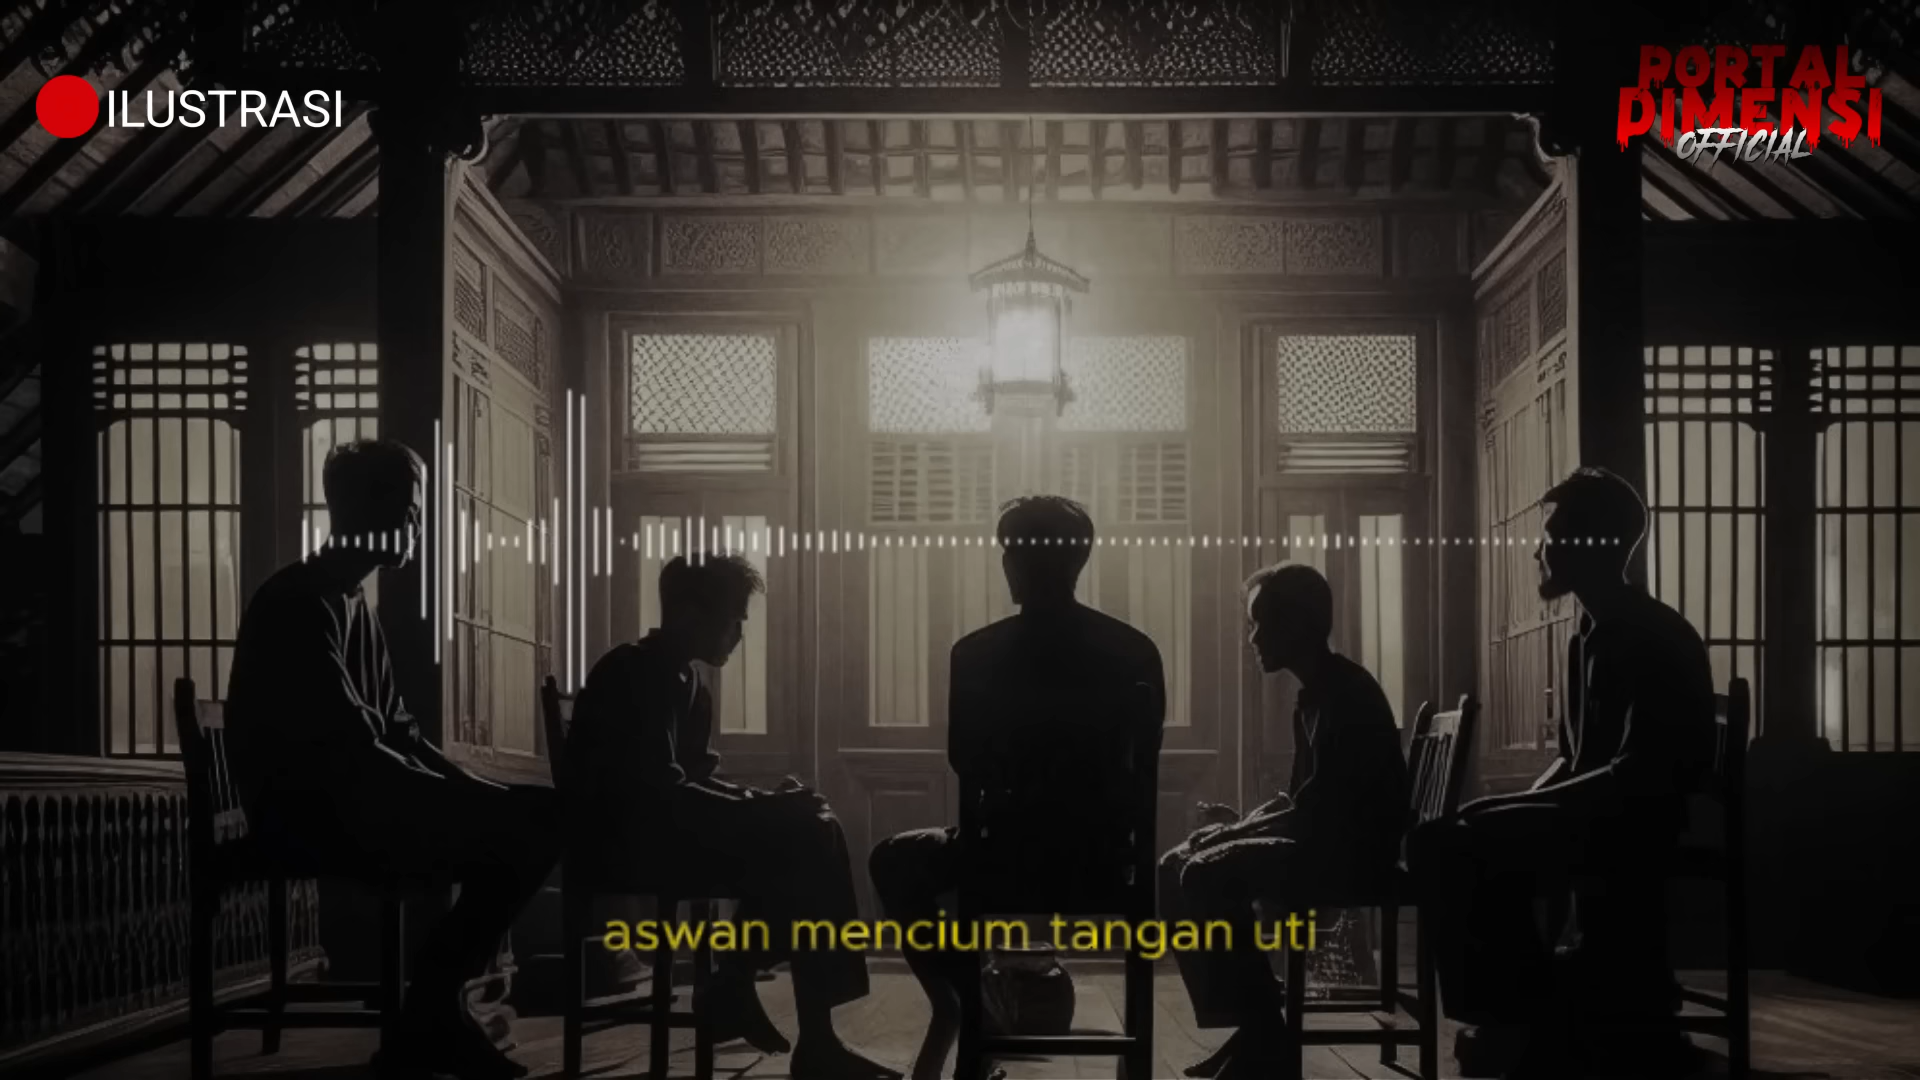 ILUSTRASI
PORTAL
DIMENSI
OFFICIAL
aswan mencium tangan uti